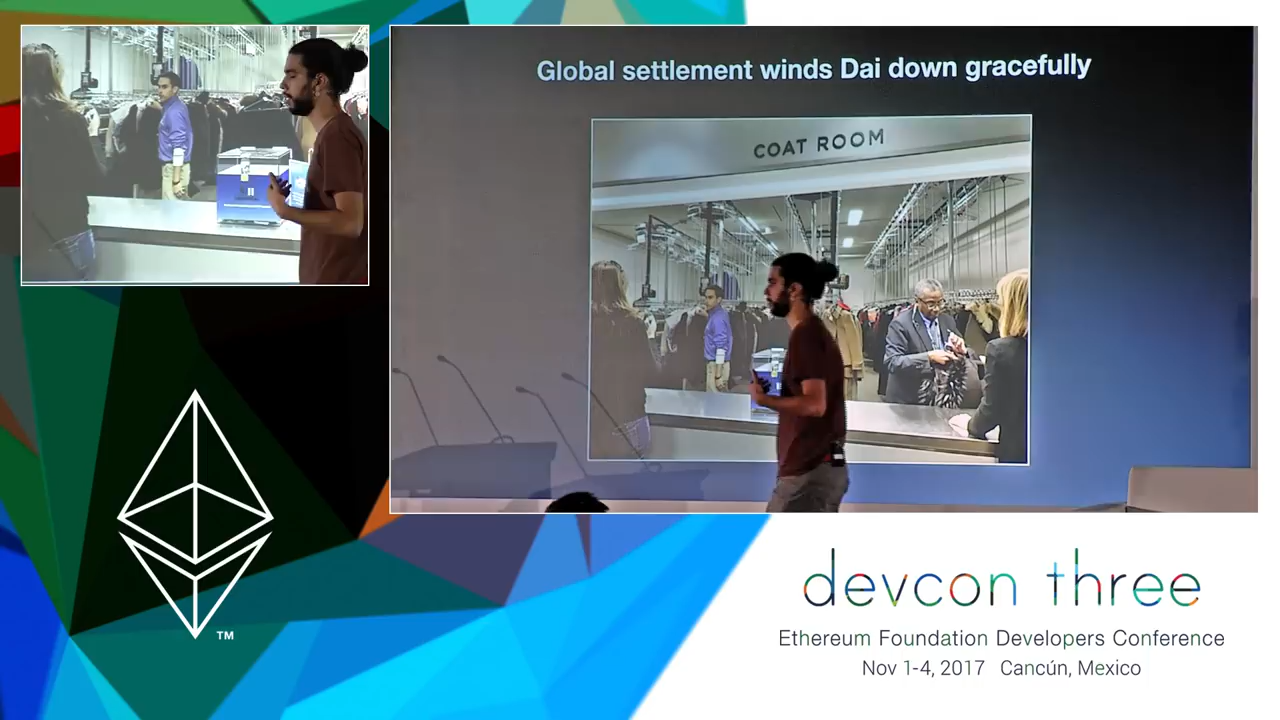 Global settlement winds Dai down gracefully
COAT ROOM
TM
devcon three
Ethereum Foundation Developers Conference
Nov 1-4, 2017 Cancún, Mexico